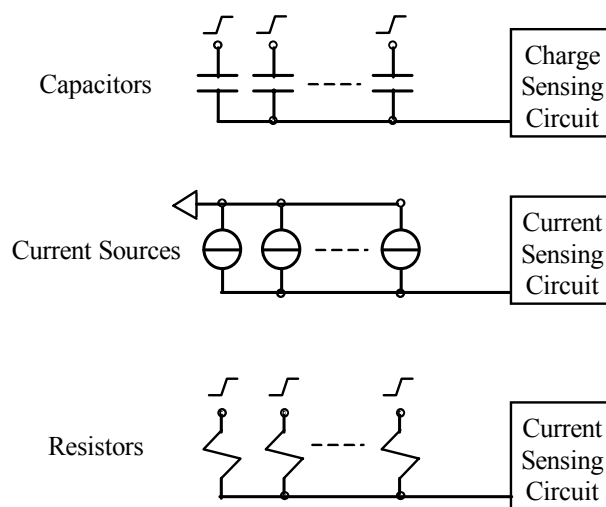 Capacitors
Charge
Sensing
Circuit
Current Sources
Current
Sensing
Circuit
Resistors
Current
Sensing
Circuit